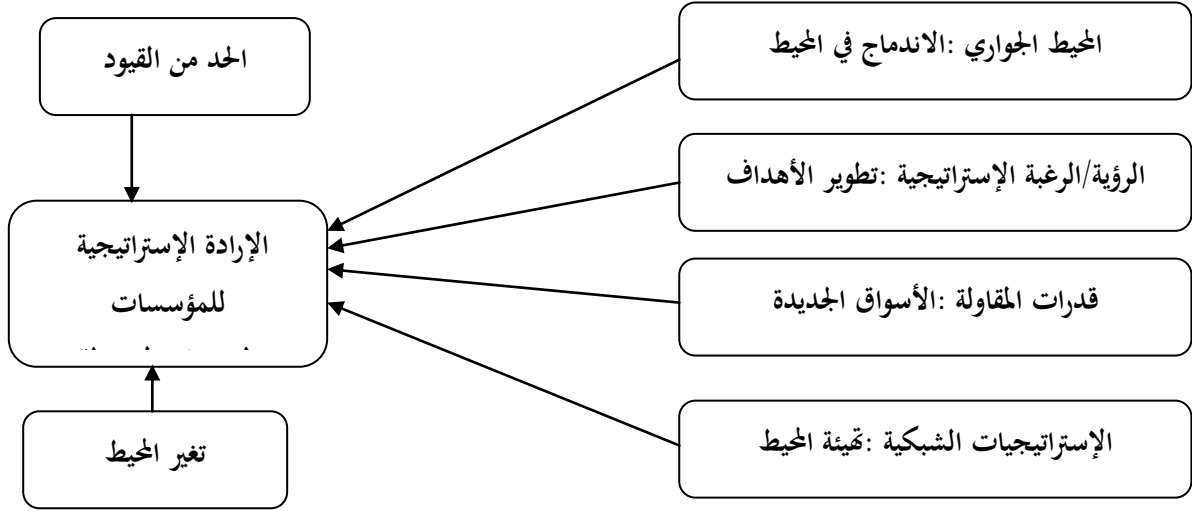 المحيط الجواري :الاندماج في المحيط
الرؤية/الرغبة الإستراتيجية :تطوير الأهداف
قدرات المقاولة :الأسواق الجديدة
الإستراتيجيات الشبكية :تهيئة المحيط
الحد من القيود
الإرادة الإستراتيجية
للمؤسسات
تغير المحيط